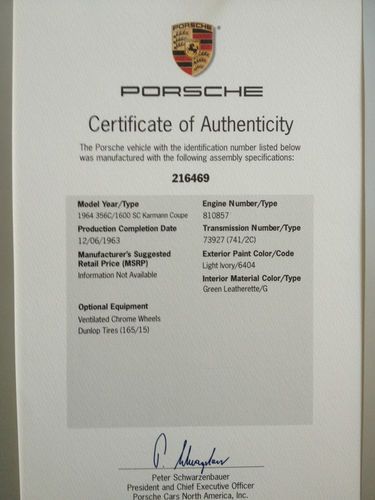 PORSCHE
PORSCHE
Certificate of Authenticity
The Porsche vehicle with the identification number listed below
was manufactured with the following assembly specifications:
216469
Model Year/Type
1964 356C/1600 SC Karmann Coupe
Production Completion Date
12/06/1963
Manufacturer's Suggested
Retail Price (MSRP)
Information Not Available
Optional Equipment
Ventilated Chrome Wheels
Dunlop Tires (165/15)
Engine Number/Type
810857
Transmission Number/Type
73927 (741/2C)
Exterior Paint Color/Code
Light Ivory/6404
Interior Material Color/Type
Green Leatherette/G
Peter Schwarzenbauer
President and Chief Executive Officer
Porsche Cars North America, Inc.